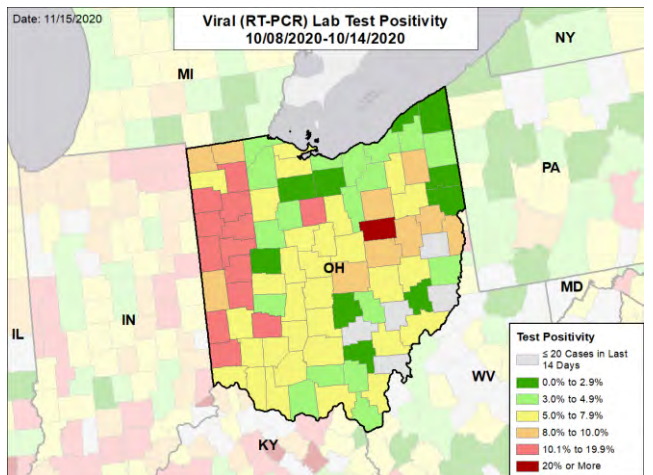 Date: 11/15/2020
Viral (RT-PCR) Lab Test Positivity
10/08/2020-10/14/2020
NY
MI
PA
OH
MD
IL
IN
WV
KY
Test Positivity
≤ 20 Cases in Last
14 Days
0.0% to 2.9%
3.0% to 4.9%
5.0% to 7.9%
8.0% to 10.0%
10.1% to 19.9%
20% or More